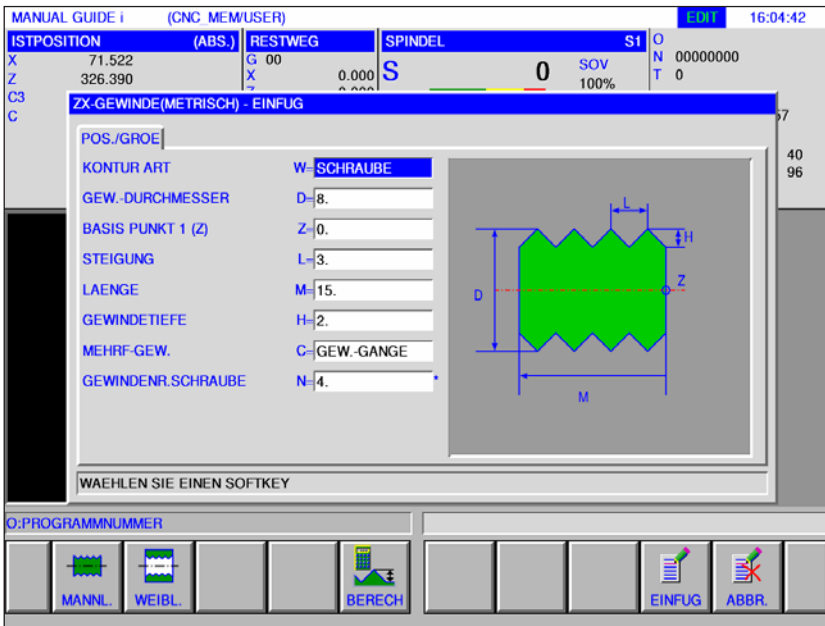 MANUAL GUIDE i (CNC_MEM/USER) EDIT 16:04:42
ISTPOSITION (ABS.) RESTWEG SPINDEL S1 O
X 71.522 G 00 N 00000000
Z 326.390 X 0.000 S 0 SOV T 0
C3 100%
C
40
96
ZX-GEWINDE(METRISCH) - EINFUG
POS./GROE
KONTUR ART W=SCHRAUBE
GEW.-DURCHMESSER D=8.
BASIS PUNKT 1 (Z) Z=0.
STEIGUNG L=3.
LAENGE M=15.
GEWINDETIEFE H=2.
MEHRF-GEW. C=GEW.-GANGE
GEWINDENR.SCHRAUBE N=4. *
L
H
D
Z
M
WAEHLEN SIE EINEN SOFTKEY
O:PROGRAMMNUMMER
MANNL. WEIBL. BERECH EINFUG ABBR.